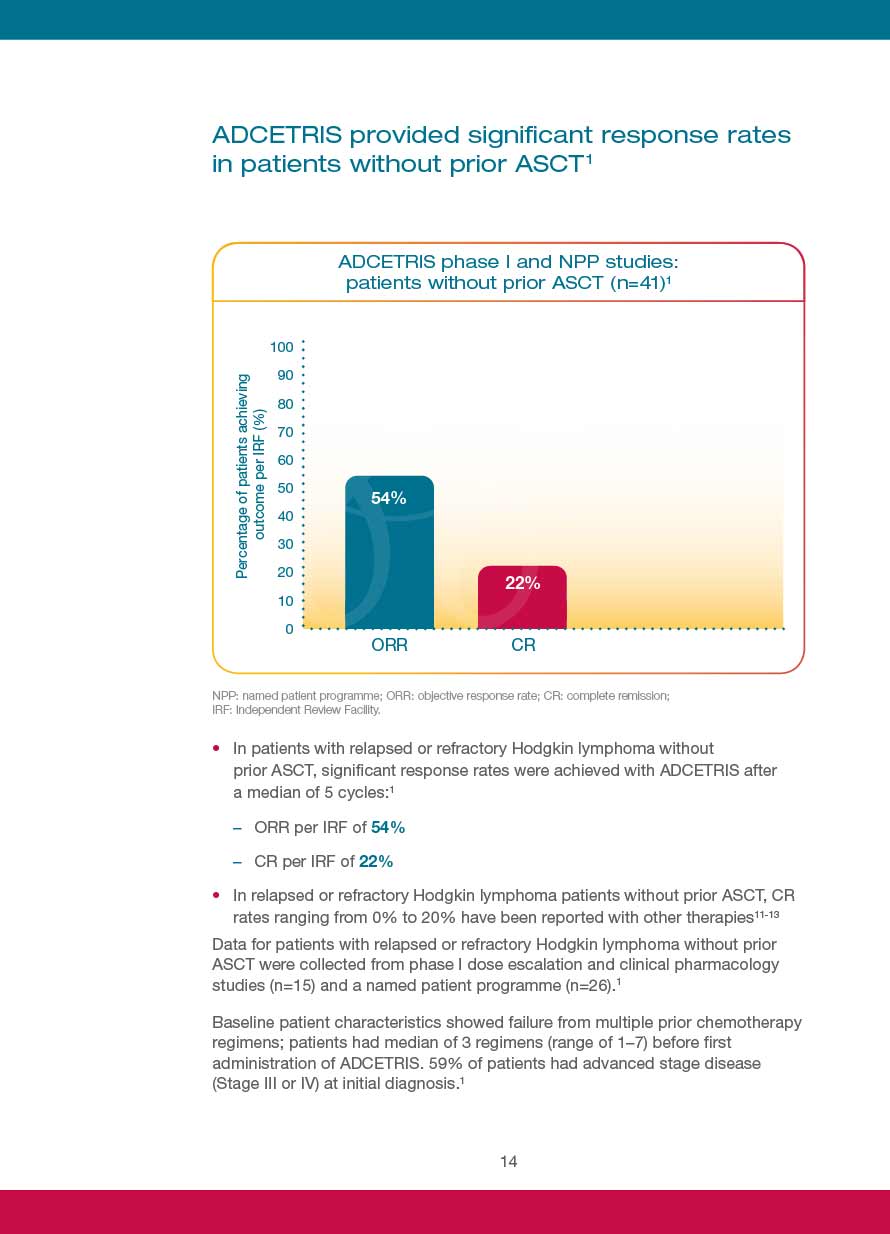 ADCETRIS provided significant response rates
in patients without prior ASCT¹
ADCETRIS phase I and NPP studies:
patients without prior ASCT (n=41)¹
Percentage of patients achieving
outcome per IRF (%)
100
90
80
70
60
50
40
30
20
10
0
54%
22%
ORR
CR
NPP: named patient programme; ORR: objective response rate; CR: complete remission;
IRF: Independent Review Facility.
• In patients with relapsed or refractory Hodgkin lymphoma without
prior ASCT, significant response rates were achieved with ADCETRIS after
a median of 5 cycles:¹
– ORR per IRF of 54%
– CR per IRF of 22%
• In relapsed or refractory Hodgkin lymphoma patients without prior ASCT, CR
rates ranging from 0% to 20% have been reported with other therapies¹¹⁻¹³
Data for patients with relapsed or refractory Hodgkin lymphoma without prior
ASCT were collected from phase I dose escalation and clinical pharmacology
studies (n=15) and a named patient programme (n=26).¹
Baseline patient characteristics showed failure from multiple prior chemotherapy
regimens; patients had median of 3 regimens (range of 1–7) before first
administration of ADCETRIS. 59% of patients had advanced stage disease
(Stage III or IV) at initial diagnosis.¹
14